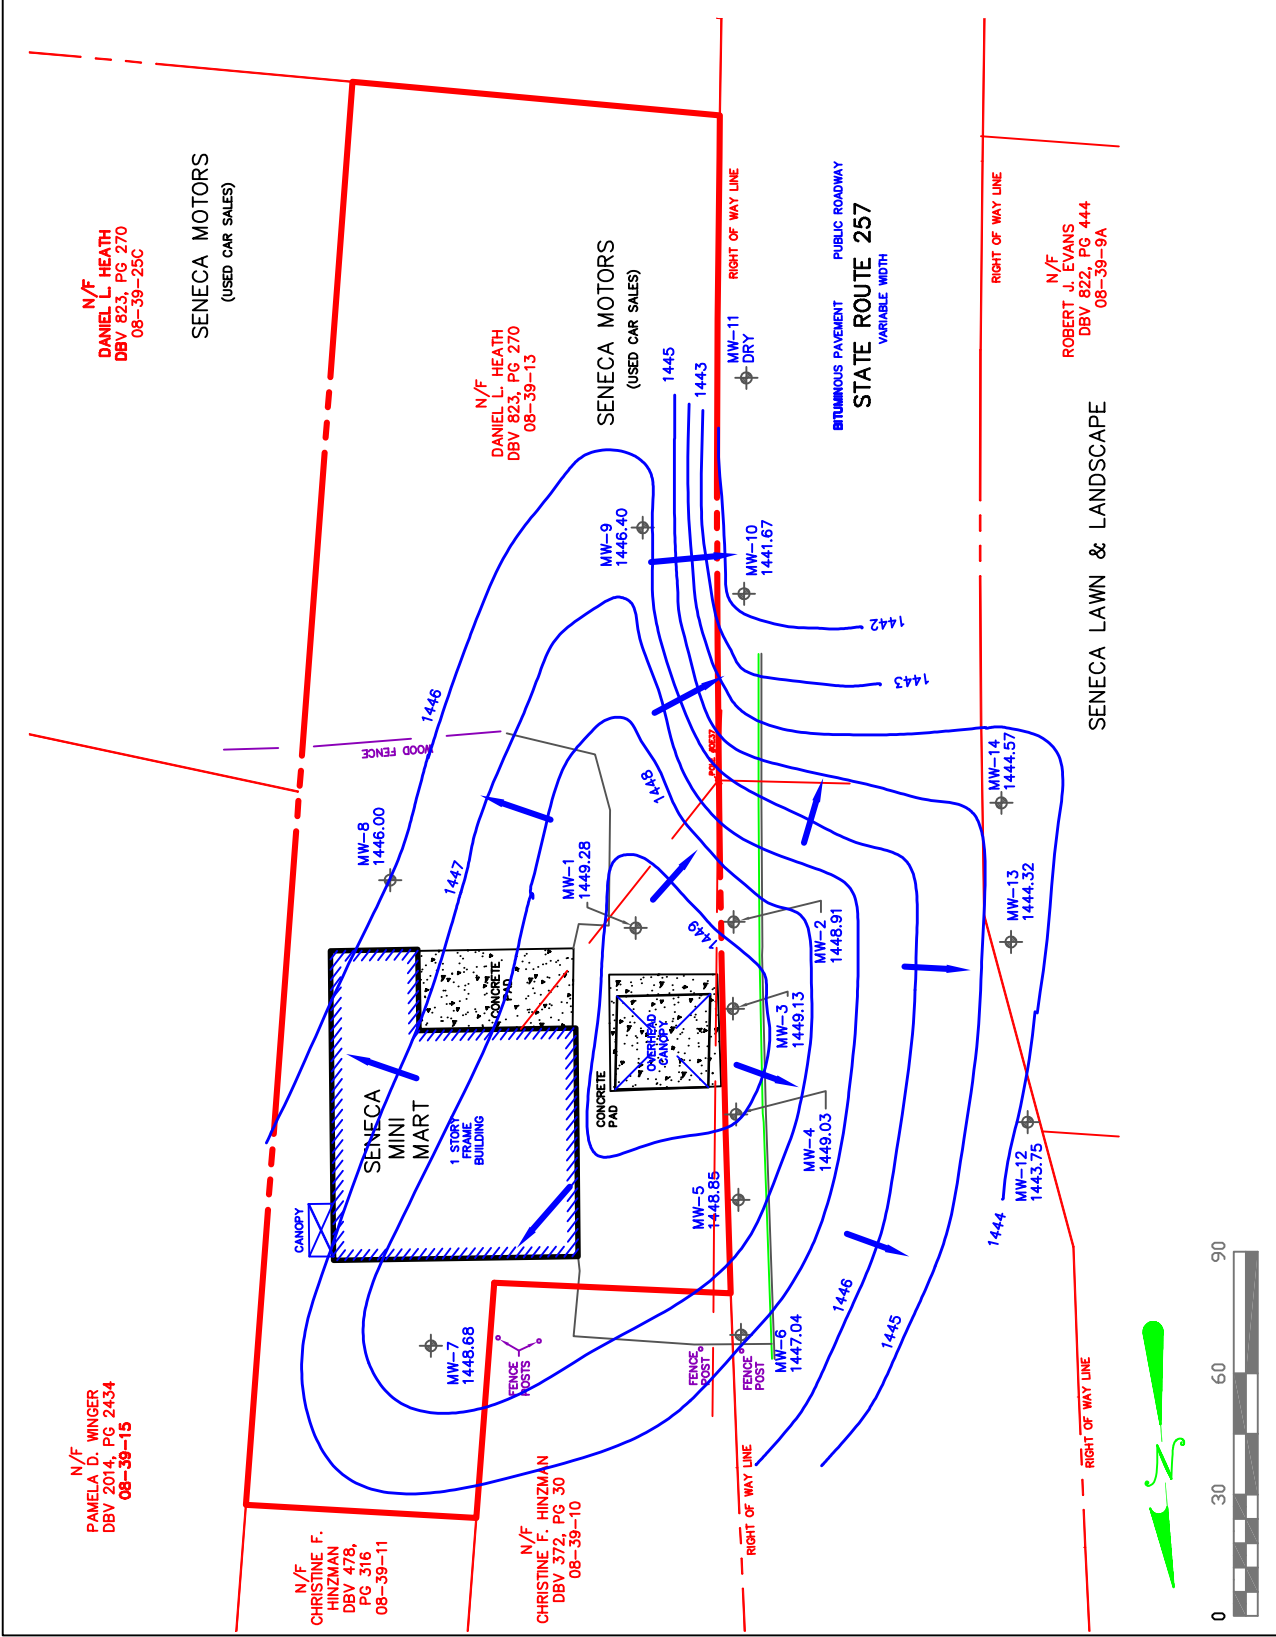 N/F
DANIEL L. HEATH
DBV 823, PG 270
08-39-25C
SENECA MOTORS
(USED CAR SALES)
N/F
DANIEL L. HEATH
DBV 823, PG 270
08-39-13
SENECA MOTORS
(USED CAR SALES)
RIGHT OF WAY LINE
BITUMINOUS PAVEMENT
PUBLIC ROADWAY
STATE ROUTE 257
VARIABLE WIDTH
RIGHT OF WAY LINE
N/F
ROBERT J. EVANS
DBV 822, PG 444
08-39-9A
SENECA LAWN & LANDSCAPE
1445
1443
MW-11
DRY
MW-9
1446.40
MW-10
1441.67
1442
1443
1446
WOOD FENCE
1448
MW-14
1444.57
MW-8
1446.00
1447
MW-1
1449.28
1449
MW-2
1448.91
MW-13
1444.32
CONCRETE
PAD
OVERHEAD
CANOPY
CONCRETE
PAD
MW-3
1449.13
SENECA
MINI
MART
1 STORY
FRAME
BUILDING
MW-4
1449.03
MW-5
1448.85
MW-12
1443.75
1444
CANOPY
MW-7
1448.68
FENCE
POSTS
FENCE
POST
FENCE
POST
MW-6
1447.04
1446
1445
N/F
PAMELA D. WINGER
DBV 2014, PG 2434
08-39-15
N/F
CHRISTINE F.
HINZMAN
DBV 478,
PG 316
08-39-11
N/F
CHRISTINE F. HINZMAN
DBV 372, PG 30
08-39-10
RIGHT OF WAY LINE
RIGHT OF WAY LINE
N
0
30
60
90